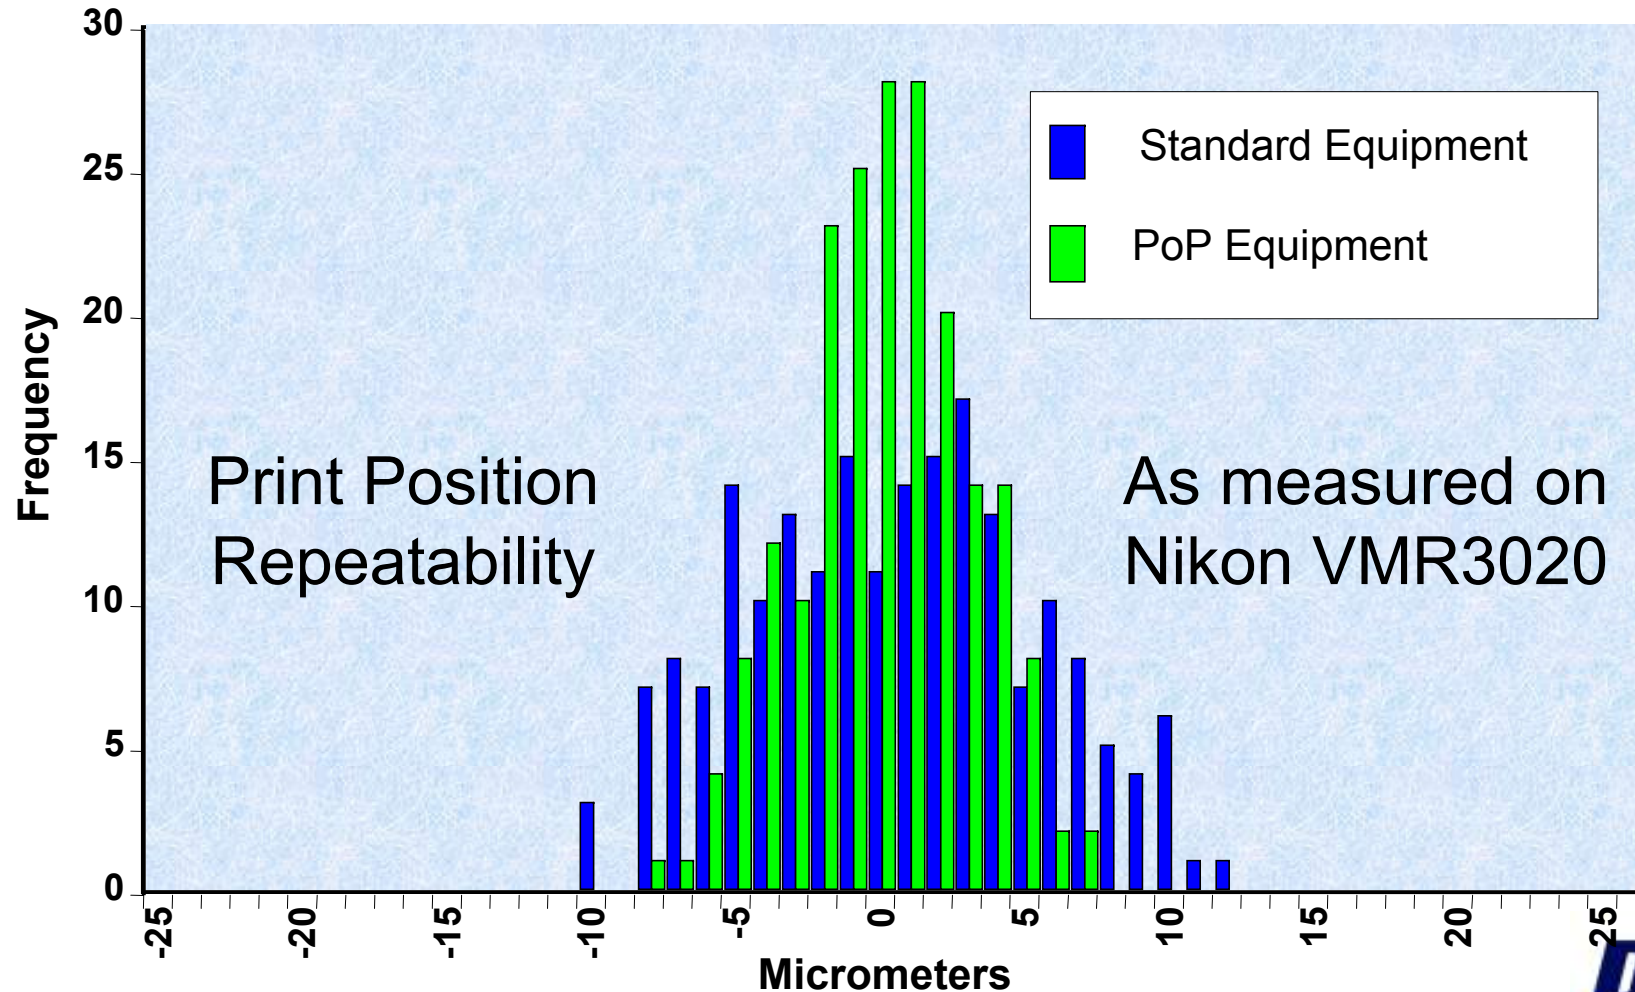 30
25
20
15
10
5
0
Frequency
Standard Equipment
PoP Equipment
Print Position
Repeatability
As measured on
Nikon VMR3020
-25
-20
-15
-10
-5
0
5
10
15
20
25
Micrometers